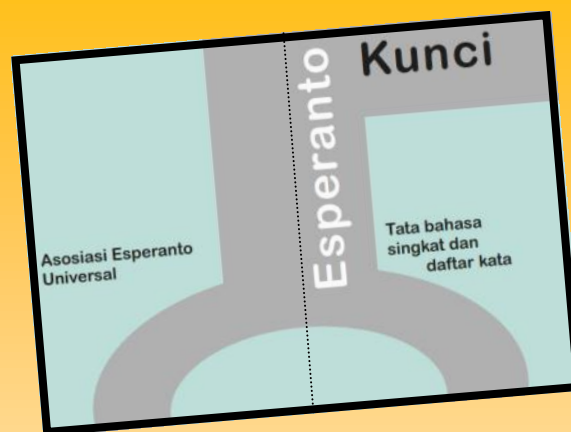 Asosiasi Esperanto
Universal
Esperanto
Kunci
Tata bahasa
singkat dan
daftar kata